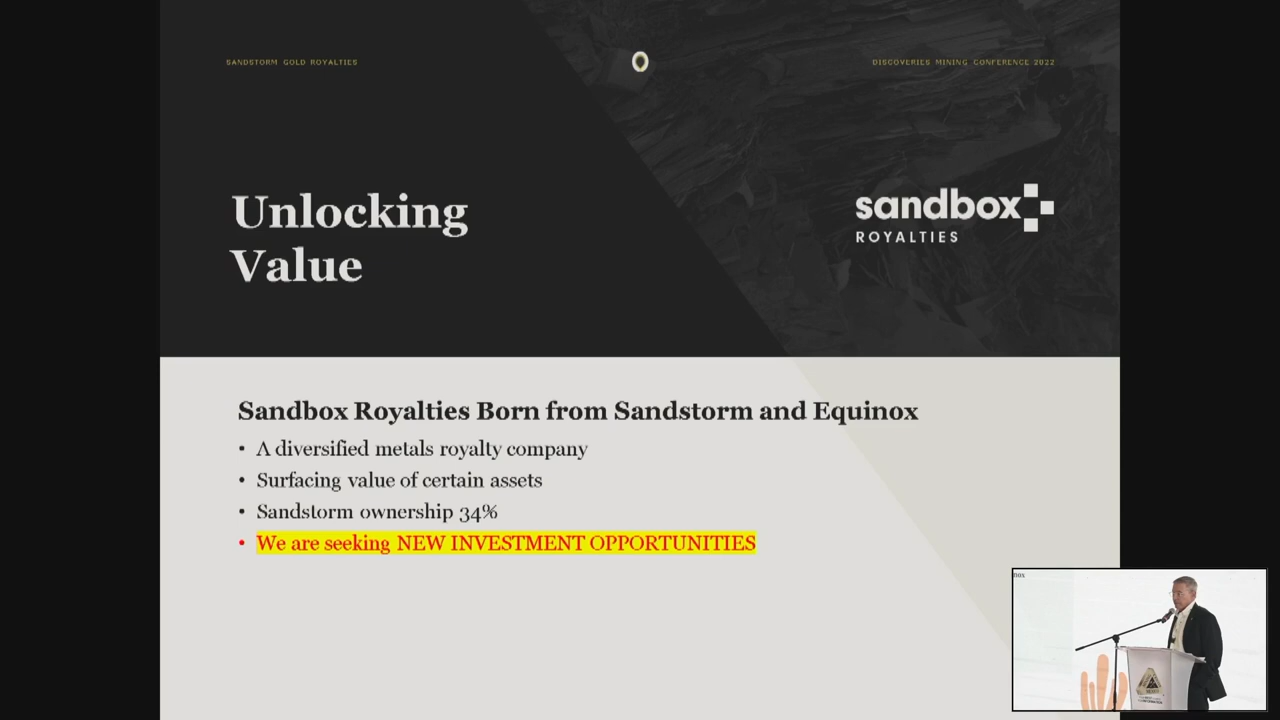 SANDSTORM GOLD ROYALTIES
DISCOVERIES MINING CONFERENCE 2022
Unlocking
Value
sandbox
ROYALTIES
Sandbox Royalties Born from Sandstorm and Equinox
• A diversified metals royalty company
• Surfacing value of certain assets
• Sandstorm ownership 34%
• We are seeking NEW INVESTMENT OPPORTUNITIES
nox